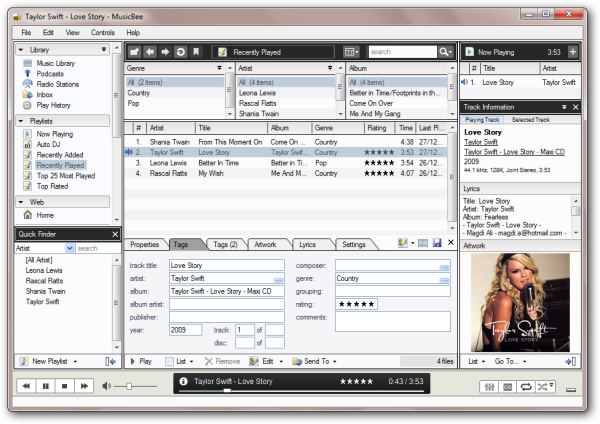 Taylor Swift - Love Story - MusicBee
File Edit View Controls Help
Library
Music Library
Podcasts
Radio Stations
Inbox
Play History
Playlists
Now Playing
Auto DJ
Recently Added
Recently Played
Top 25 Most Played
Top Rated
Web
Home
Quick Finder
Artist search
[All Artist]
Leona Lewis
Rascal Flatts
Shania Twain
Taylor Swift
New Playlist
Recently Played search
Genre Artist Album
All (2 items) All (4 items) All (4 items)
Country Leona Lewis Better in Time/Footprints in th...
Pop Rascal Flatts Come On Over
Shania Twain Me And My Gang
# Artist Title Album Genre Rating Time Last Pl...
1. Shania Twain From This Moment On Come On ... Country 4:38 27/12...
2. Taylor Swift Love Story Taylor Swif... Country ★★★★★ 3:53 27/12...
3. Leona Lewis Better In Time Better in Ti... Pop ★★★★★ 3:54 26/12...
4. Rascal Flatts My Wish Me And M... Country ★★★★★ 4:07 26/12...
Properties Tags Tags (2) Artwork Lyrics Settings
track title: Love Story composer:
artist: Taylor Swift genre: Country
album: Taylor Swift - Love Story - Maxi CD grouping:
album artist: rating: ★★★★★
publisher: comments:
year: 2009 track: 1 of
disc: of
Play List Remove Edit Send To 4 files
Now Playing 3:53
# Title Artist
1. Love Story Taylor Swift
Track Information
Playing Track Selected Track
Love Story
Taylor Swift
Taylor Swift - Love Story - Maxi CD
2009
44.1 kHz, 128K, Joint Stereo, 3:53
Lyrics
Title: Love Story
Artist: Taylor Swift
Album: Fearless
- Taylor Swift - Love Story -
- Magdi Ali - magdi.a@hotmail.com -
Artwork
Taylor Swift
LOVE STORY
List Go To...
Taylor Swift - Love Story ★★★★★ 0:43 / 3:53